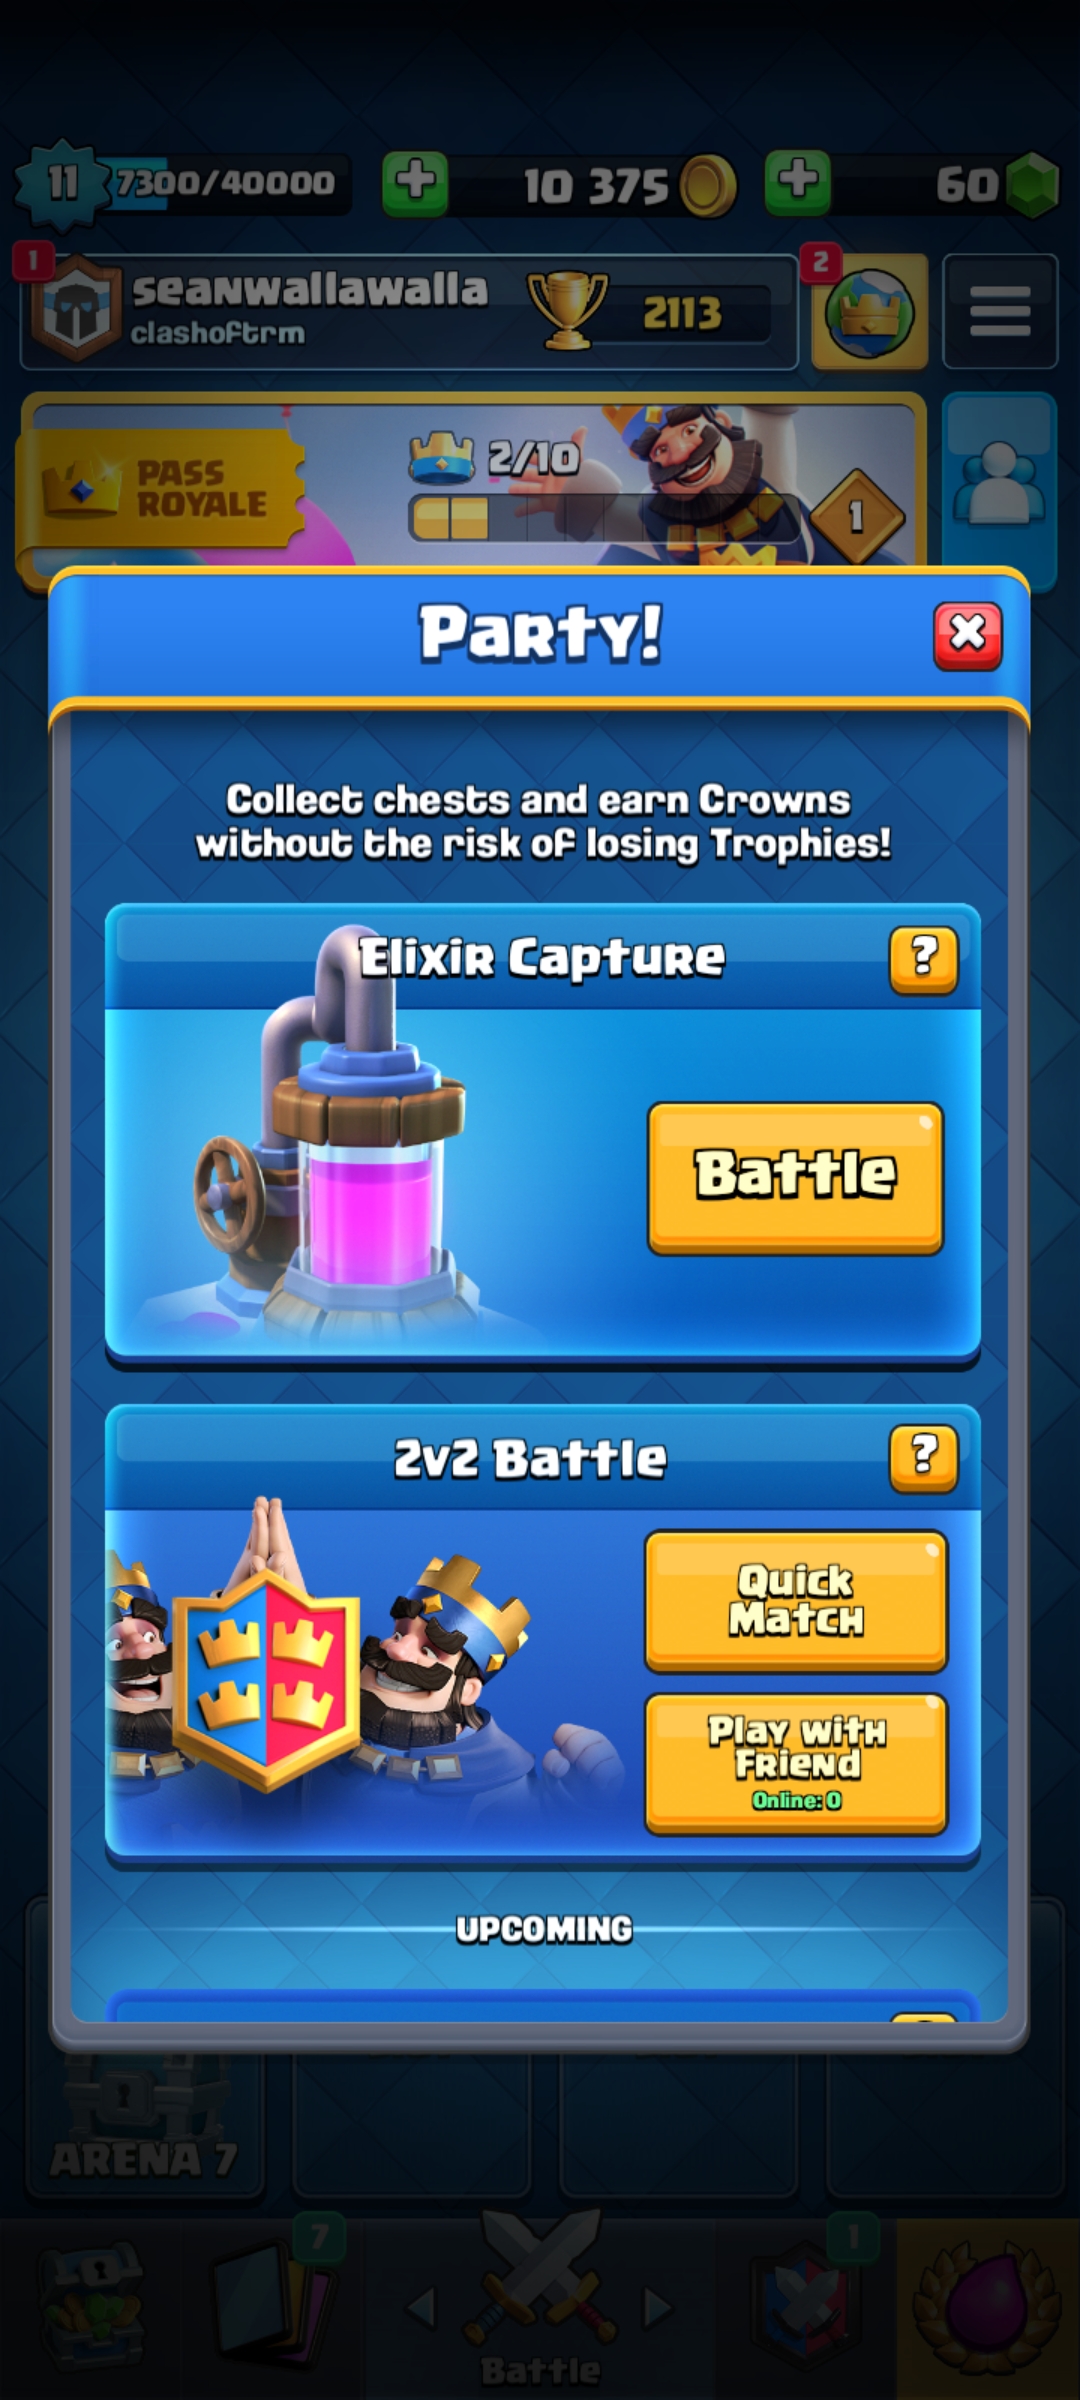 11
7300/40000
10 375
60
1
seanwallawalla
clashoftrm
2113
2
PASS
ROYALE
2/10
1
Party!
Collect chests and earn Crowns
without the risk of losing Trophies!
Elixir Capture
?
Battle
2v2 Battle
?
Quick
Match
Play with
Friend
Online: 0
UPCOMING
ARENA 7
7
1
Battle